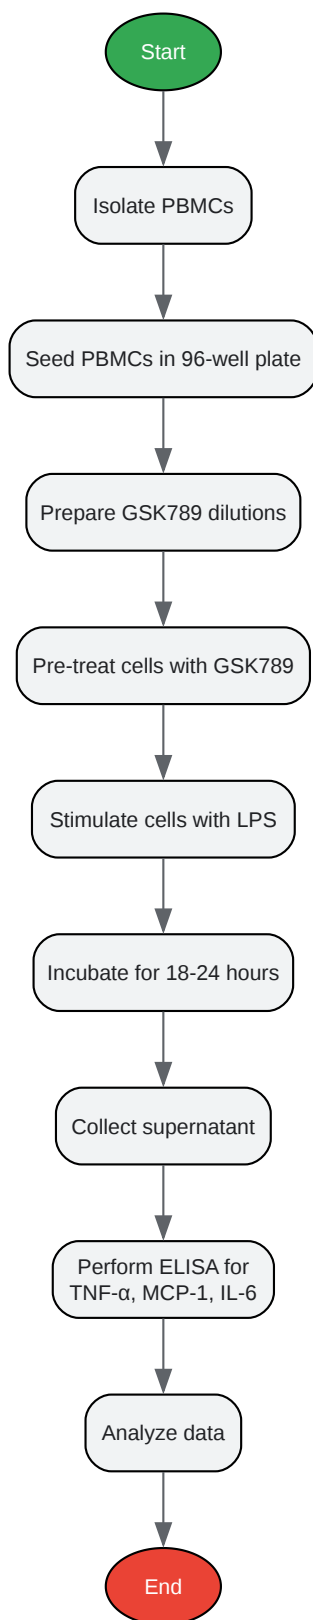 Start
Isolate PBMCs
Seed PBMCs in 96-well plate
Prepare GSK789 dilutions
Pre-treat cells with GSK789
Stimulate cells with LPS
Incubate for 18-24 hours
Collect supernatant
Perform ELISA for
TNF-α, MCP-1, IL-6
Analyze data
End